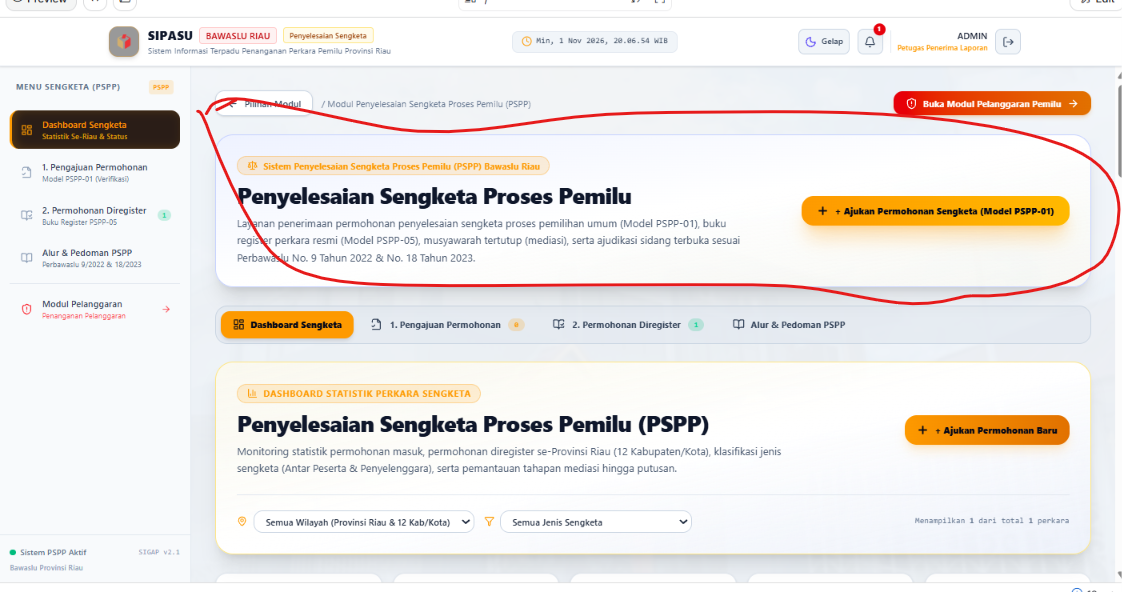 Preview
Edit
SIPASU BAWASLU RIAU Penyelesaian Sengketa
Sistem Informasi Terpadu Penanganan Perkara Pemilu Provinsi Riau
Min, 1 Nov 2026, 20.06.54 WIB
Gelap
1
ADMIN
Petugas Penerima Laporan
MENU SENGKETA (PSPP) PSPP
Dashboard Sengketa
Statistik Se-Riau & Status
1. Pengajuan Permohonan
Model PSPP-01 (Verifikasi)
2. Permohonan Diregister 1
Buku Register PSPP-05
Alur & Pedoman PSPP
Perbawaslu 9/2022 & 18/2023
Modul Pelanggaran
Penanganan Pelanggaran
Sistem PSPP Aktif SIGAP v2.1
Bawaslu Provinsi Riau
Pilihan Modul / Modul Penyelesaian Sengketa Proses Pemilu (PSPP)
Buka Modul Pelanggaran Pemilu
Sistem Penyelesaian Sengketa Proses Pemilu (PSPP) Bawaslu Riau
Penyelesaian Sengketa Proses Pemilu
Layanan penerimaan permohonan penyelesaian sengketa proses pemilihan umum (Model PSPP-01), buku
register perkara resmi (Model PSPP-05), musyawarah tertutup (mediasi), serta ajudikasi sidang terbuka sesuai
Perbawaslu No. 9 Tahun 2022 & No. 18 Tahun 2023.
+ + Ajukan Permohonan Sengketa (Model PSPP-01)
Dashboard Sengketa 1. Pengajuan Permohonan 0 2. Permohonan Diregister 1 Alur & Pedoman PSPP
DASHBOARD STATISTIK PERKARA SENGKETA
Penyelesaian Sengketa Proses Pemilu (PSPP)
Monitoring statistik permohonan masuk, permohonan diregister se-Provinsi Riau (12 Kabupaten/Kota), klasifikasi jenis
sengketa (Antar Peserta & Penyelenggara), serta pemantauan tahapan mediasi hingga putusan.
+ + Ajukan Permohonan Baru
Semua Wilayah (Provinsi Riau & 12 Kab/Kota) Semua Jenis Sengketa
Menampilkan 1 dari total 1 perkara